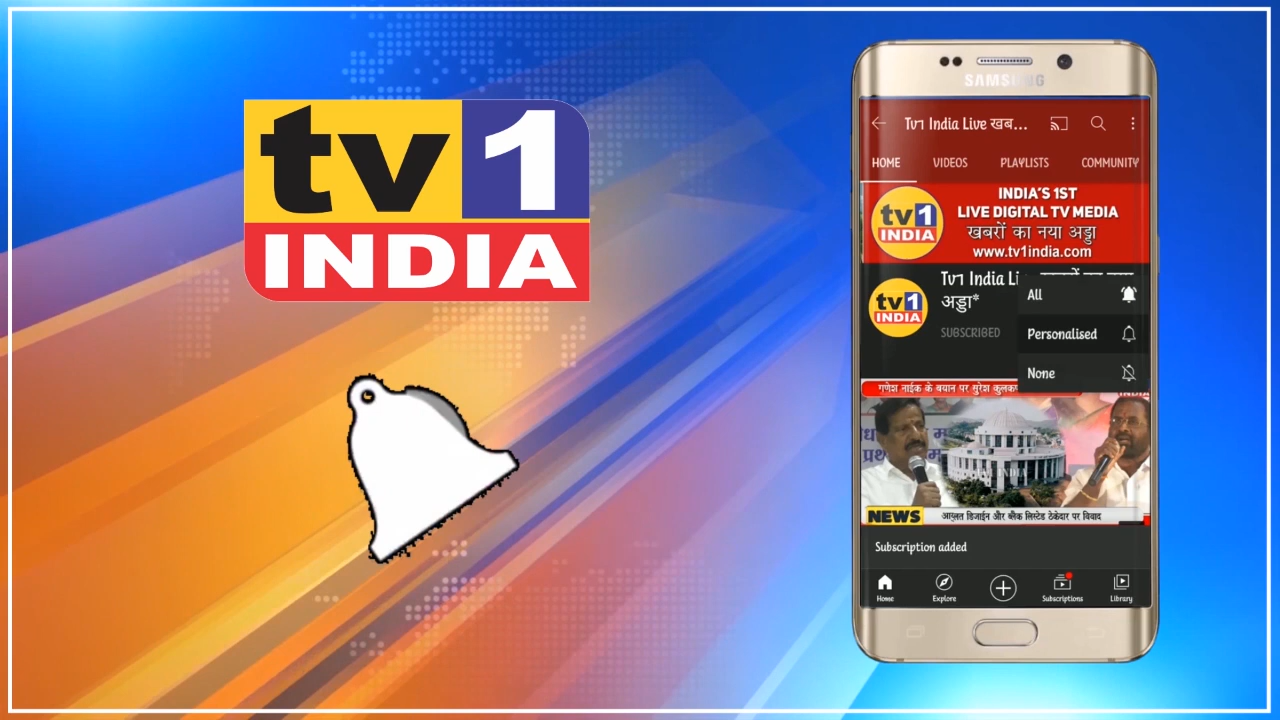 tv1
INDIA
SAMSUNG
Tv1 India Live खब...
HOME VIDEOS PLAYLISTS COMMUNITY
tv1
INDIA
INDIA'S 1ST
LIVE DIGITAL TV MEDIA
खबरों का नया अड्डा
www.tv1india.com
Tv1 India Li
अड्डा*
tv1
INDIA
SUBSCRIBED
All
Personalised
None
गणेश नाईक के बयान पर सुरेश कुलक
NEWS
डिजाईन और ब्लैक लिस्टेड ठेकेदार पर विवाद
Subscription added
Home Explore Subscriptions Library